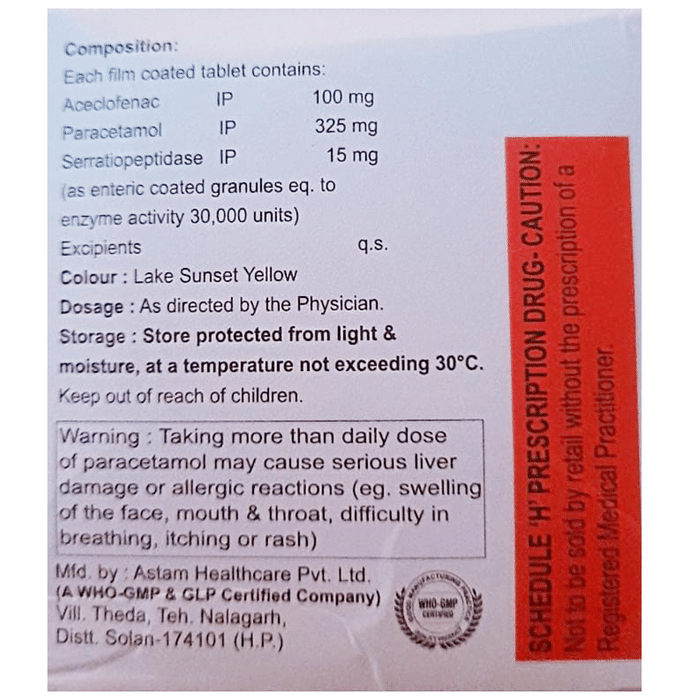 Composition:
Each film coated tablet contains:
Aceclofenac IP 100 mg
Paracetamol IP 325 mg
Serratiopeptidase IP 15 mg
(as enteric coated granules eq. to
enzyme activity 30,000 units)
Excipients q.s.
Colour : Lake Sunset Yellow
Dosage : As directed by the Physician.
Storage : Store protected from light &
moisture, at a temperature not exceeding 30°C.
Keep out of reach of children.
Warning : Taking more than daily dose
of paracetamol may cause serious liver
damage or allergic reactions (eg. swelling
of the face, mouth & throat, difficulty in
breathing, itching or rash)
Mfd. by : Astam Healthcare Pvt. Ltd.
(A WHO-GMP & GLP Certified Company)
Vill. Theda, Teh. Nalagarh,
Distt. Solan-174101 (H.P.)
WHO-GMP
CERTIFIED
SCHEDULE 'H' PRESCRIPTION DRUG- CAUTION:
Not to be sold by retail without the prescription of a
Registered Medical Practitioner.